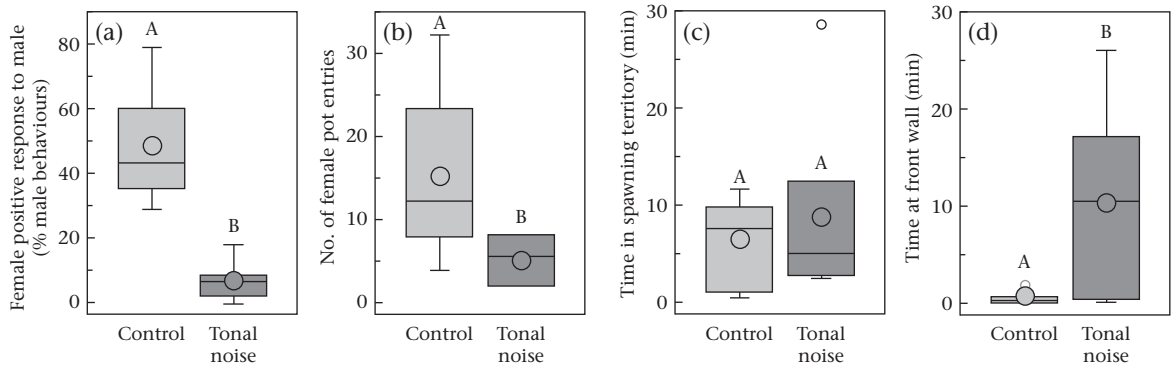 (a)
Female positive response to male
(% male behaviours)
80
60
40
20
0
A
B
Control
Tonal
noise
(b)
No. of female pot entries
30
20
10
0
A
B
Control
Tonal
noise
(c)
Time in spawning territory (min)
30
20
10
0
A
A
Control
Tonal
noise
(d)
Time at front wall (min)
30
20
10
0
A
B
Control
Tonal
noise